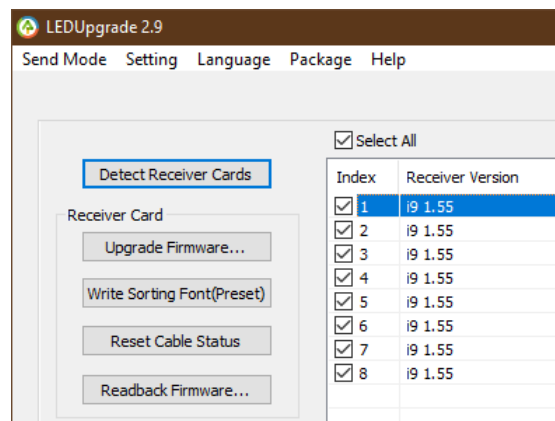 LEDUpgrade 2.9
Send Mode Setting Language Package Help
Select All
Detect Receiver Cards
Index Receiver Version
Receiver Card
1 i9 1.55
Upgrade Firmware...
2 i9 1.55
3 i9 1.55
Write Sorting Font(Preset)
4 i9 1.55
5 i9 1.55
Reset Cable Status
6 i9 1.55
7 i9 1.55
Readback Firmware...
8 i9 1.55